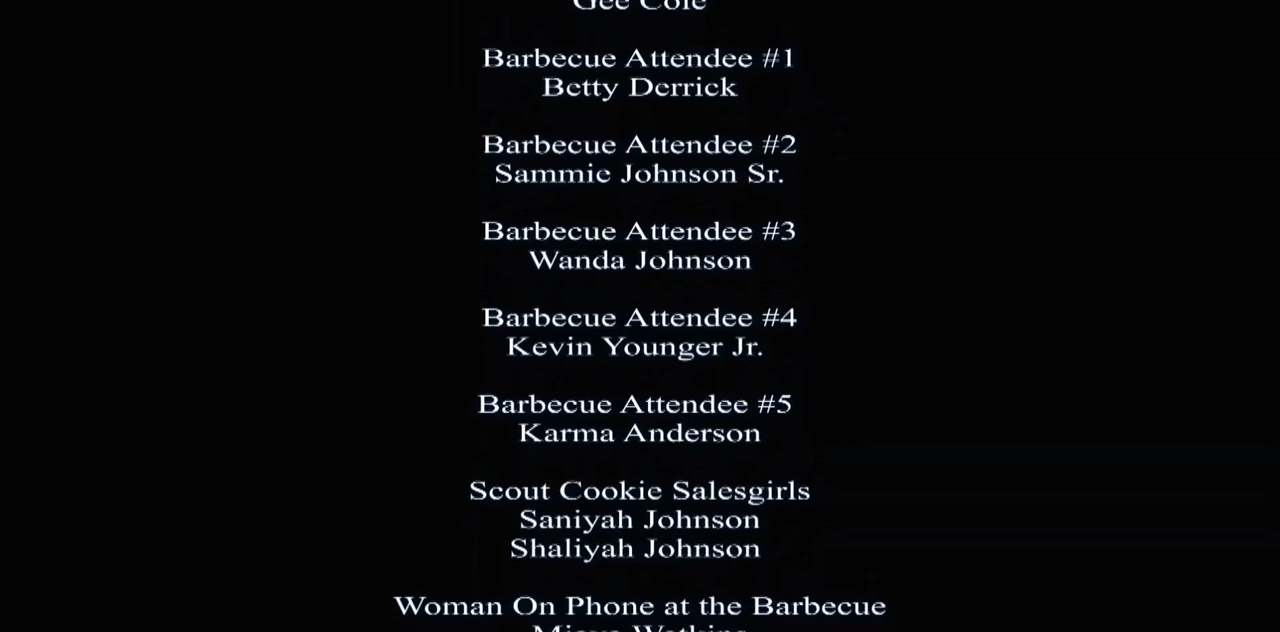 Gee Cole
Barbecue Attendee #1
Betty Derrick
Barbecue Attendee #2
Sammie Johnson Sr.
Barbecue Attendee #3
Wanda Johnson
Barbecue Attendee #4
Kevin Younger Jr.
Barbecue Attendee #5
Karma Anderson
Scout Cookie Salesgirls
Saniyah Johnson
Shaliyah Johnson
Woman On Phone at the Barbecue